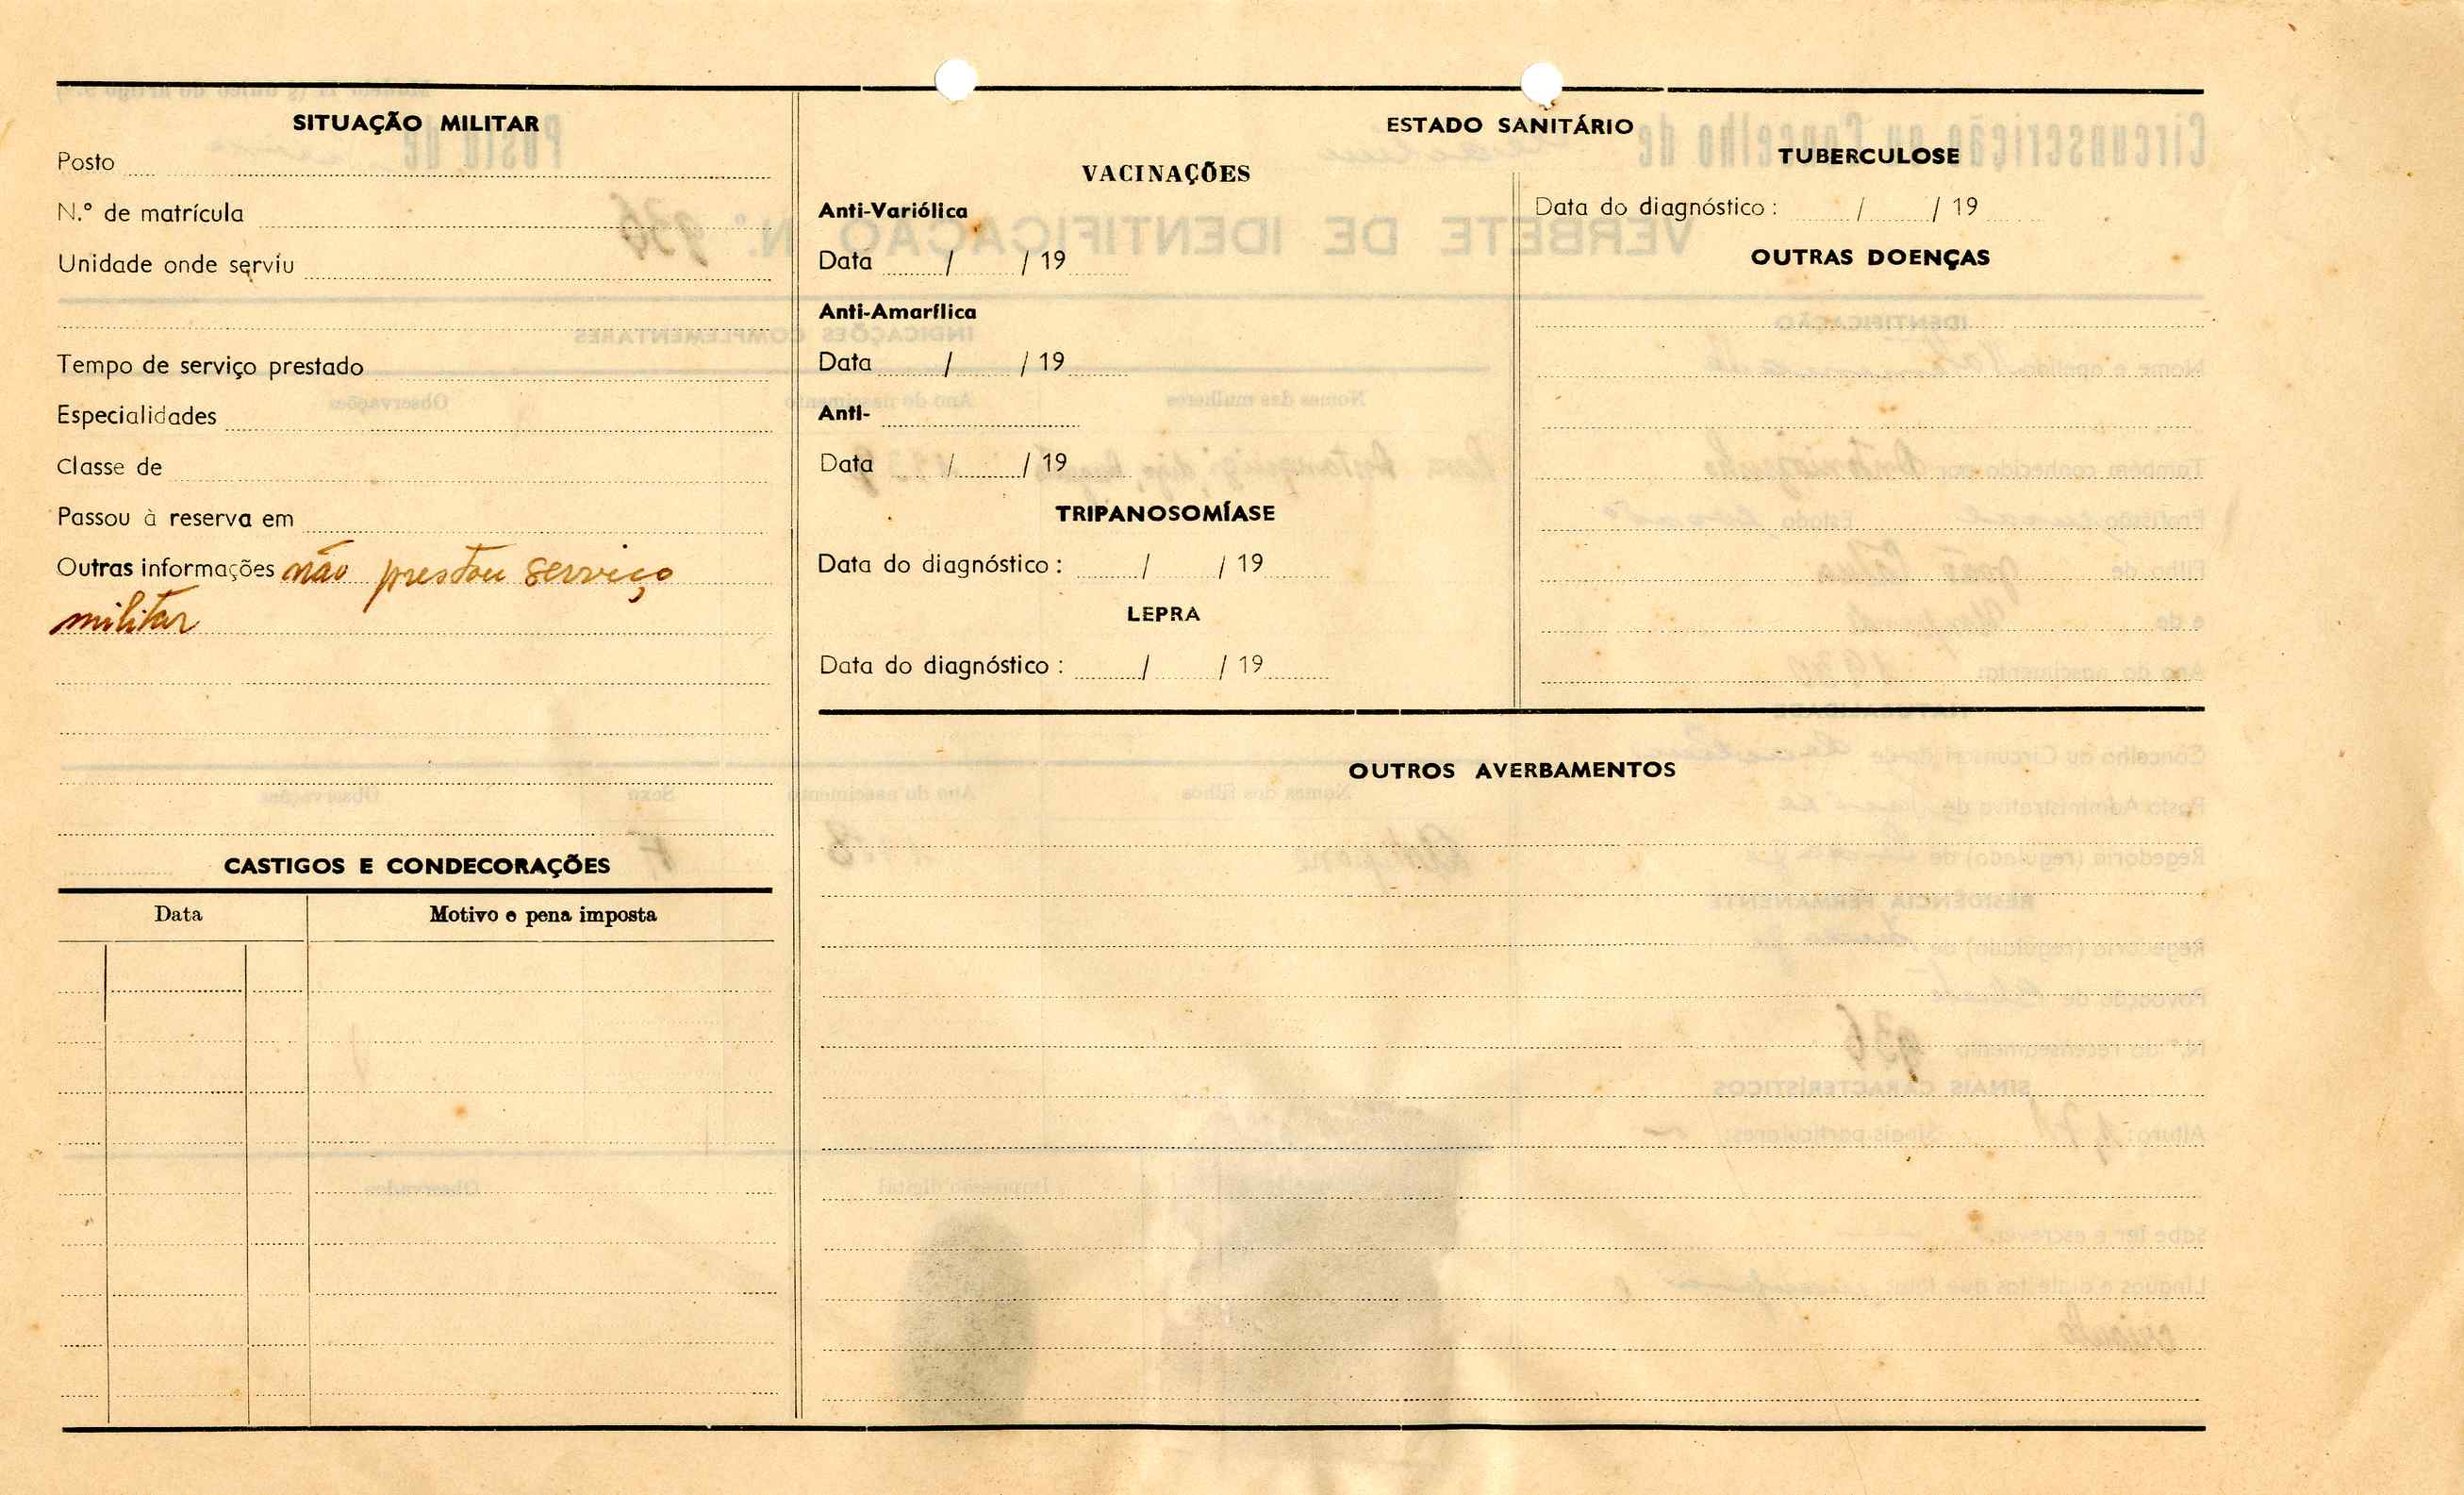 SITUAÇÃO MILITAR
Posto
N.º de matrícula
Unidade onde serviu
Tempo de serviço prestado
Especialidades
Classe de
Passou à reserva em
Outras informações não prestou serviço
militar
CASTIGOS E CONDECORAÇÕES
Data Motivo e pena imposta
ESTADO SANITÁRIO
VACINAÇÕES
Anti-Variólica
Data / / 19
Anti-Amarílica
Data / / 19
Anti-
Data / / 19
TRIPANOSOMÍASE
Data do diagnóstico : / / 19
LEPRA
Data do diagnóstico : / / 19
TUBERCULOSE
Data do diagnóstico : / / 19
OUTRAS DOENÇAS
OUTROS AVERBAMENTOS